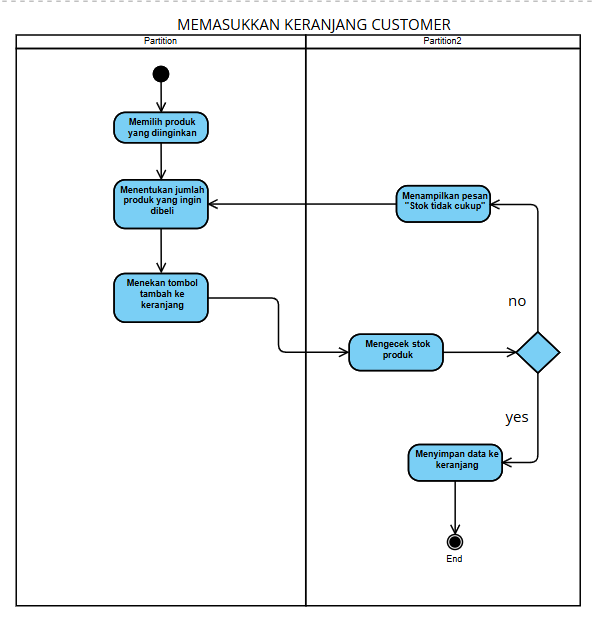 MEMASUKKAN KERANJANG CUSTOMER
Partition
Partition2
Memilih produk
yang diinginkan
Menentukan jumlah
produk yang ingin
dibeli
Menampilkan pesan
"Stok tidak cukup"
Menekan tombol
tambah ke
keranjang
no
Mengecek stok
produk
yes
Menyimpan data ke
keranjang
End